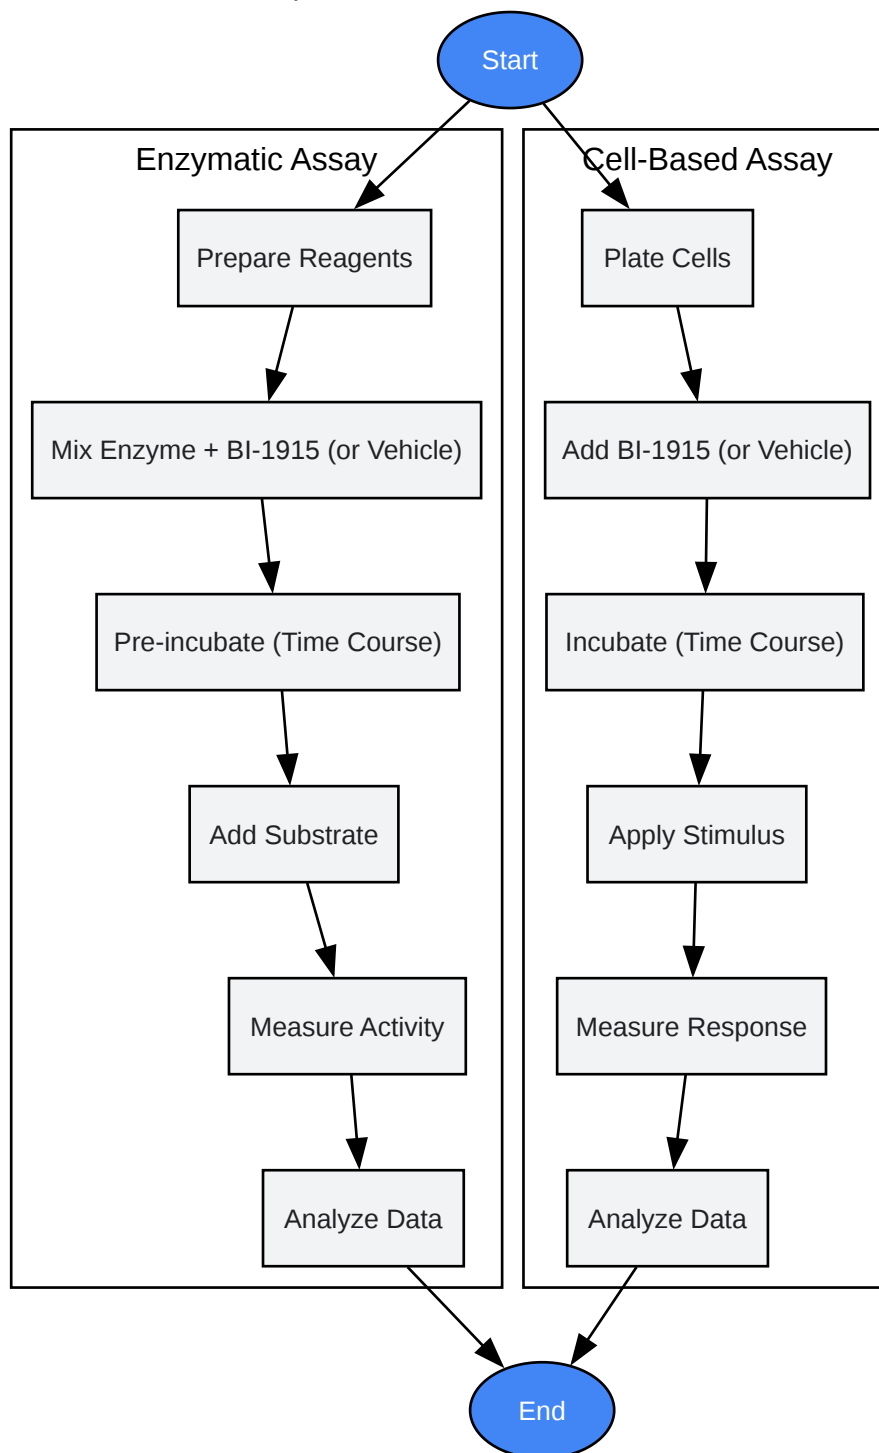 Start
Enzymatic Assay
Prepare Reagents
Mix Enzyme + BI-1915 (or Vehicle)
Pre-incubate (Time Course)
Add Substrate
Measure Activity
Analyze Data
Cell-Based Assay
Plate Cells
Add BI-1915 (or Vehicle)
Incubate (Time Course)
Apply Stimulus
Measure Response
Analyze Data
End